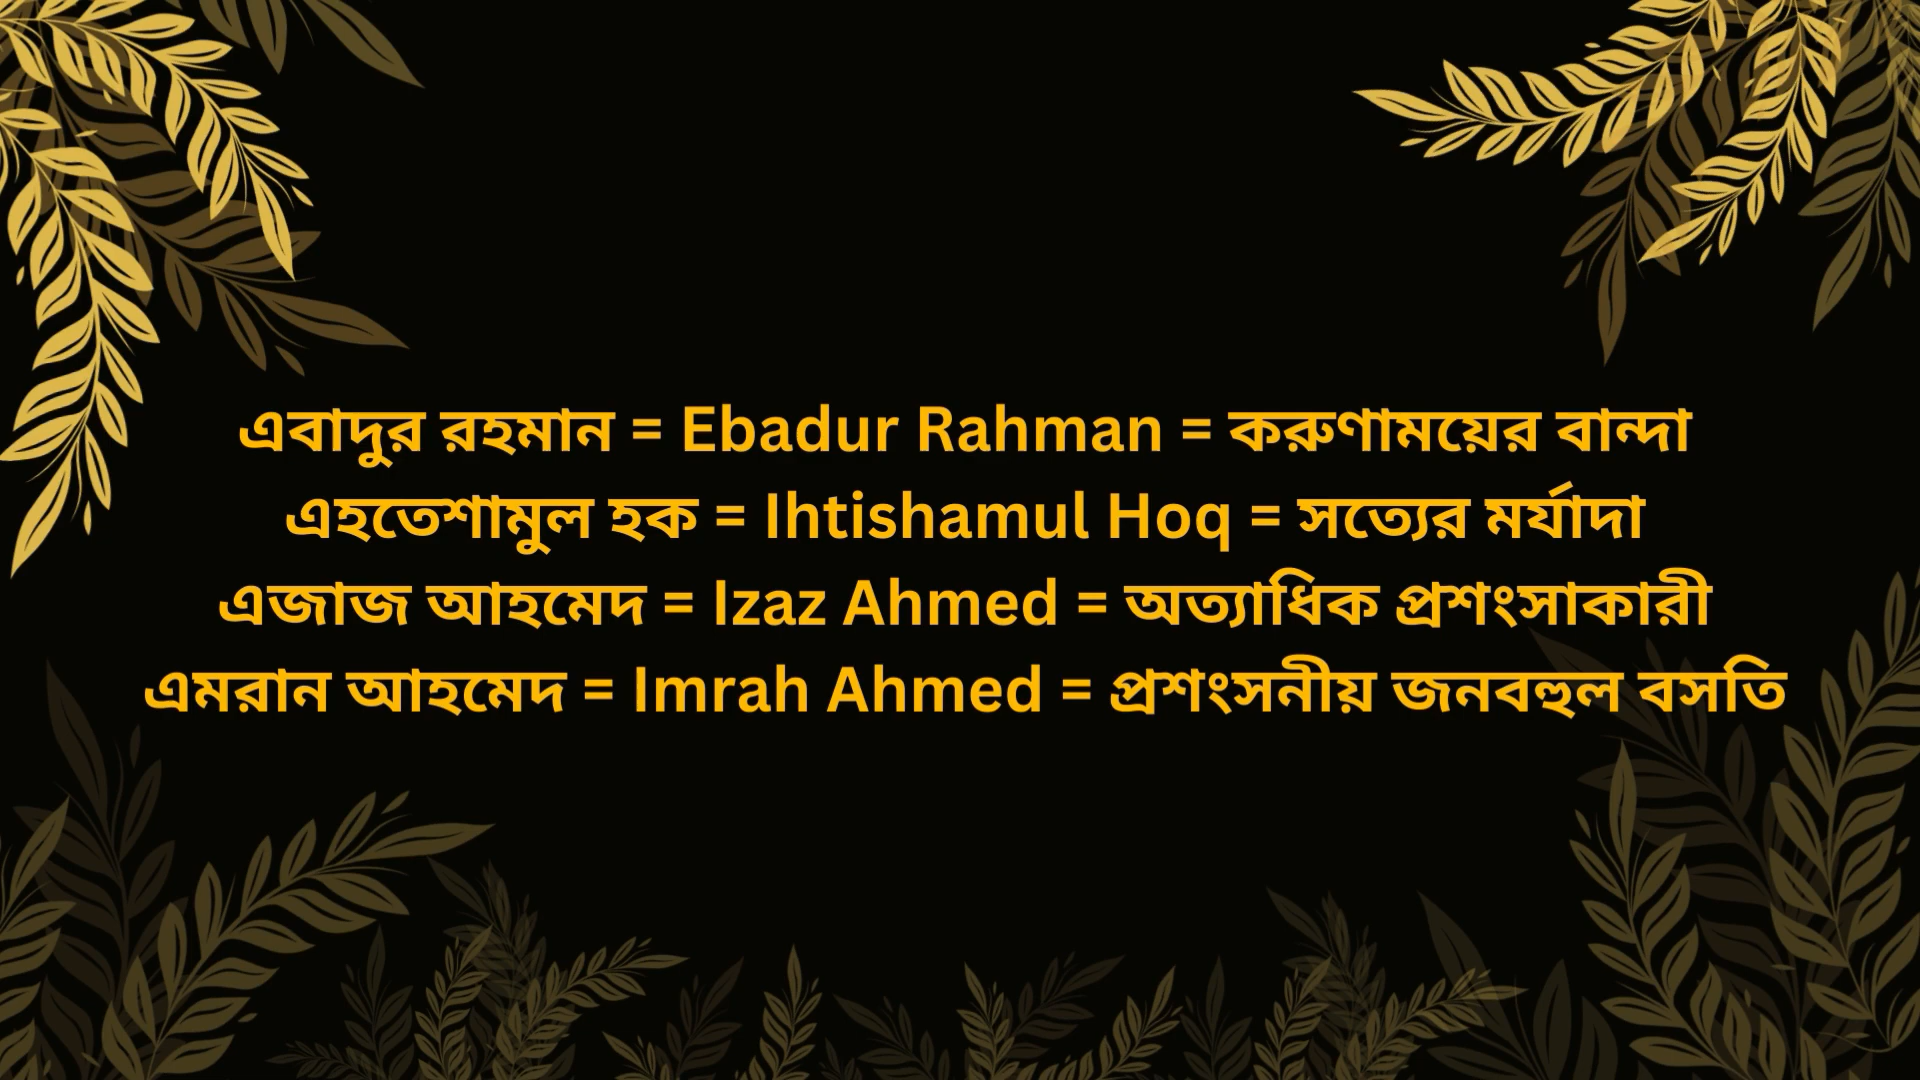 এবাদুর রহমান = Ebadur Rahman = করুণাময়ের বান্দা
এহতেশামুল হক = Ihtishamul Hoq = সত্যের মর্যাদা
এজাজ আহমেদ = Izaz Ahmed = অত্যাধিক প্রশংসাকারী
এমরান আহমেদ = Imrah Ahmed = প্রশংসনীয় জনবহুল বসতি